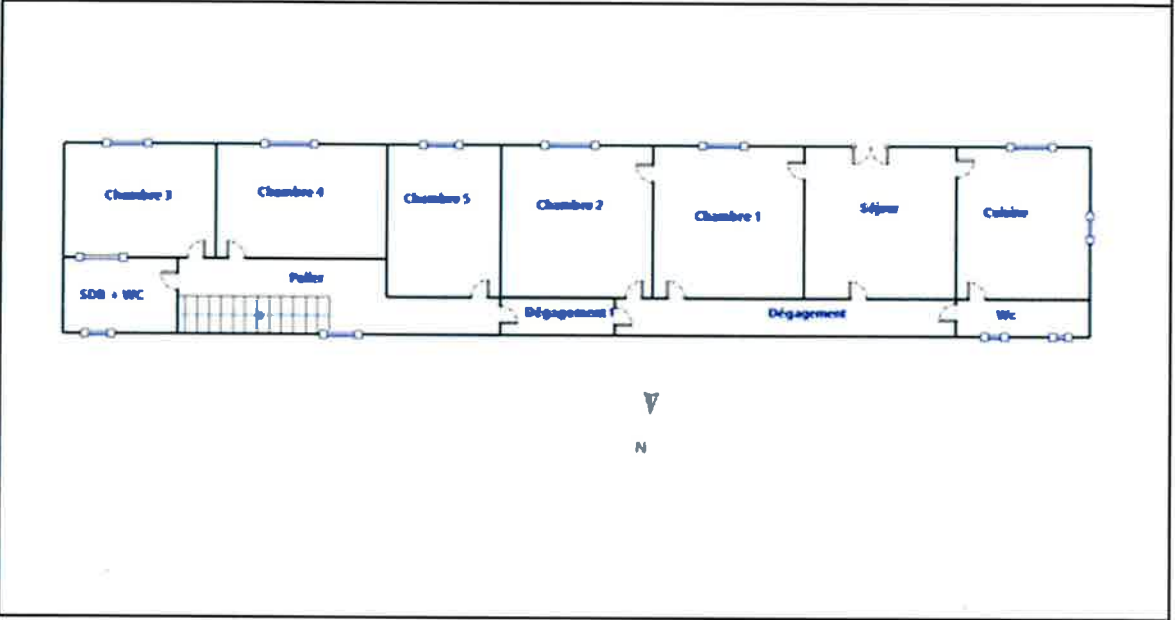 Chambre 3
Chambre 4
Chambre 5
Chambre 2
Chambre 1
Séjour
Cuisine
SDB + WC
Palier
Dégagement 1
Dégagement
Wc
N